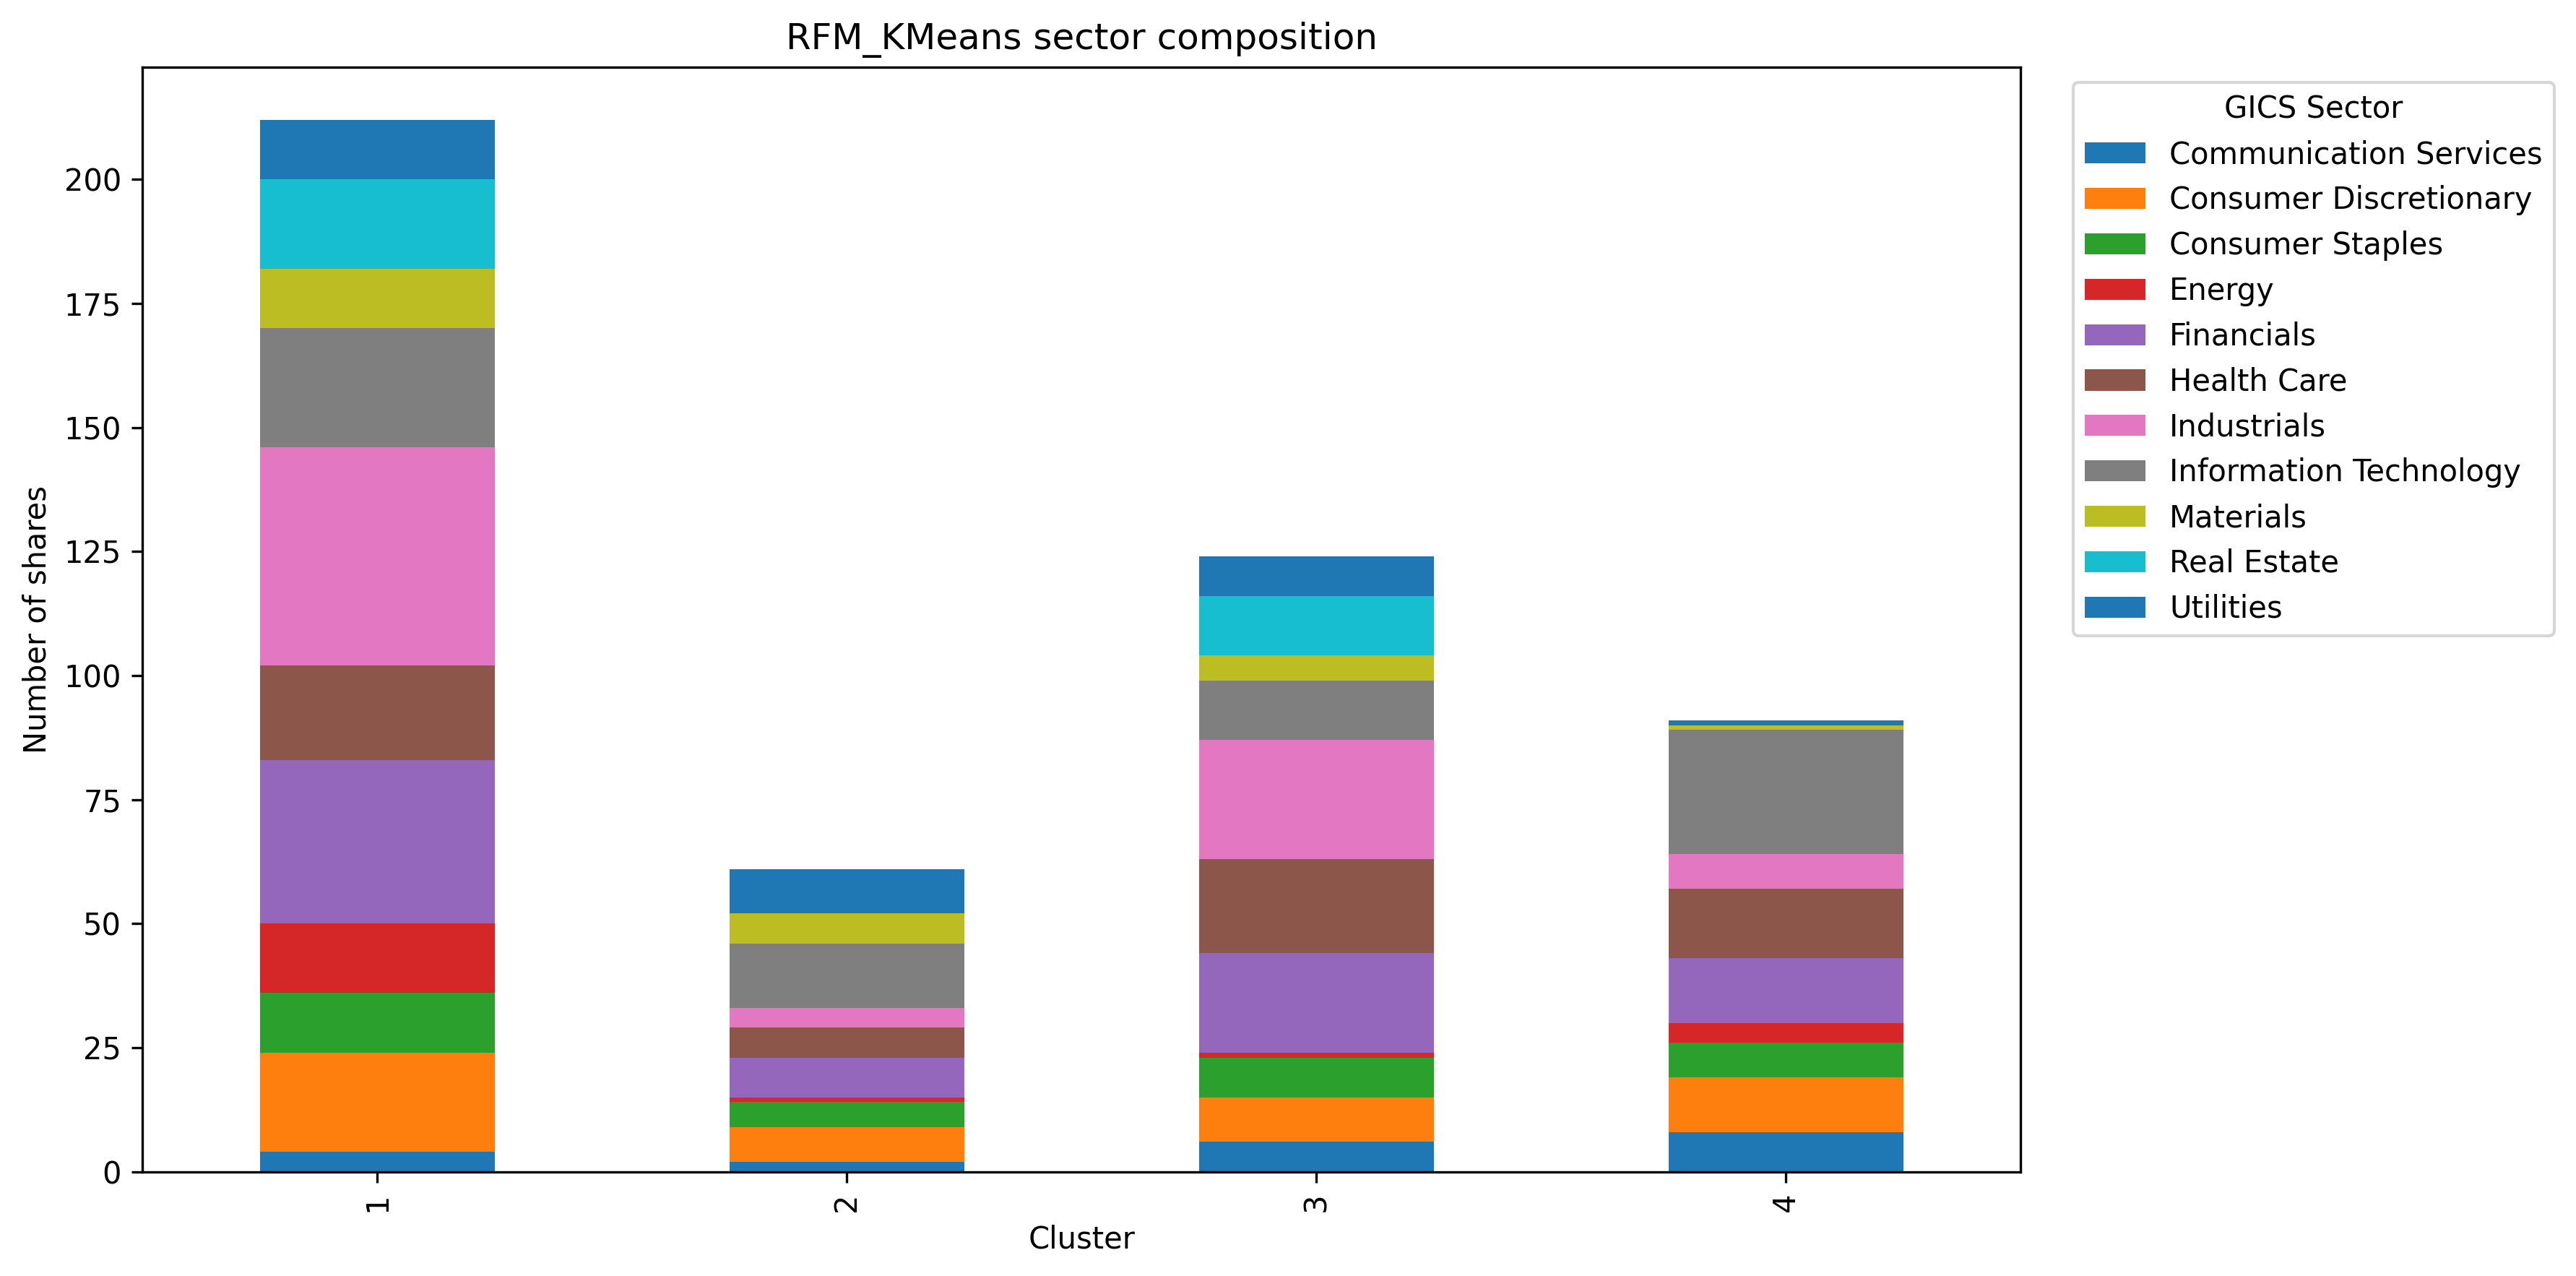 RFM_KMeans sector composition
Number of shares
200
175
150
125
100
75
50
25
0
1
2
3
4
Cluster
GICS Sector
Communication Services
Consumer Discretionary
Consumer Staples
Energy
Financials
Health Care
Industrials
Information Technology
Materials
Real Estate
Utilities